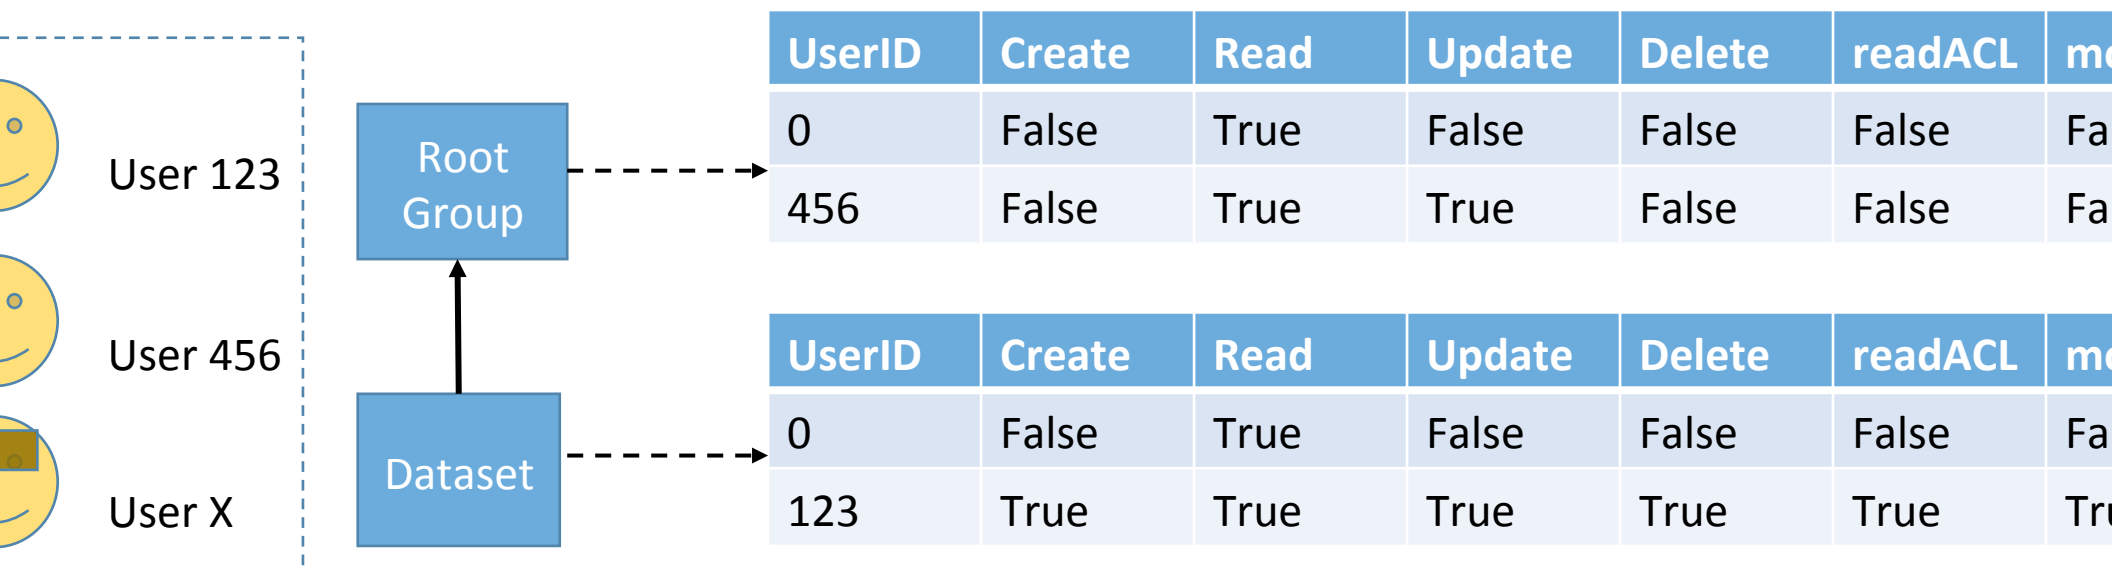 User 123
User 456
User X
Root
Group
Dataset
UserID Create Read Update Delete readACL
0 False True False False False
456 False True True False False
UserID Create Read Update Delete readACL
0 False True False False False
123 True True True True True